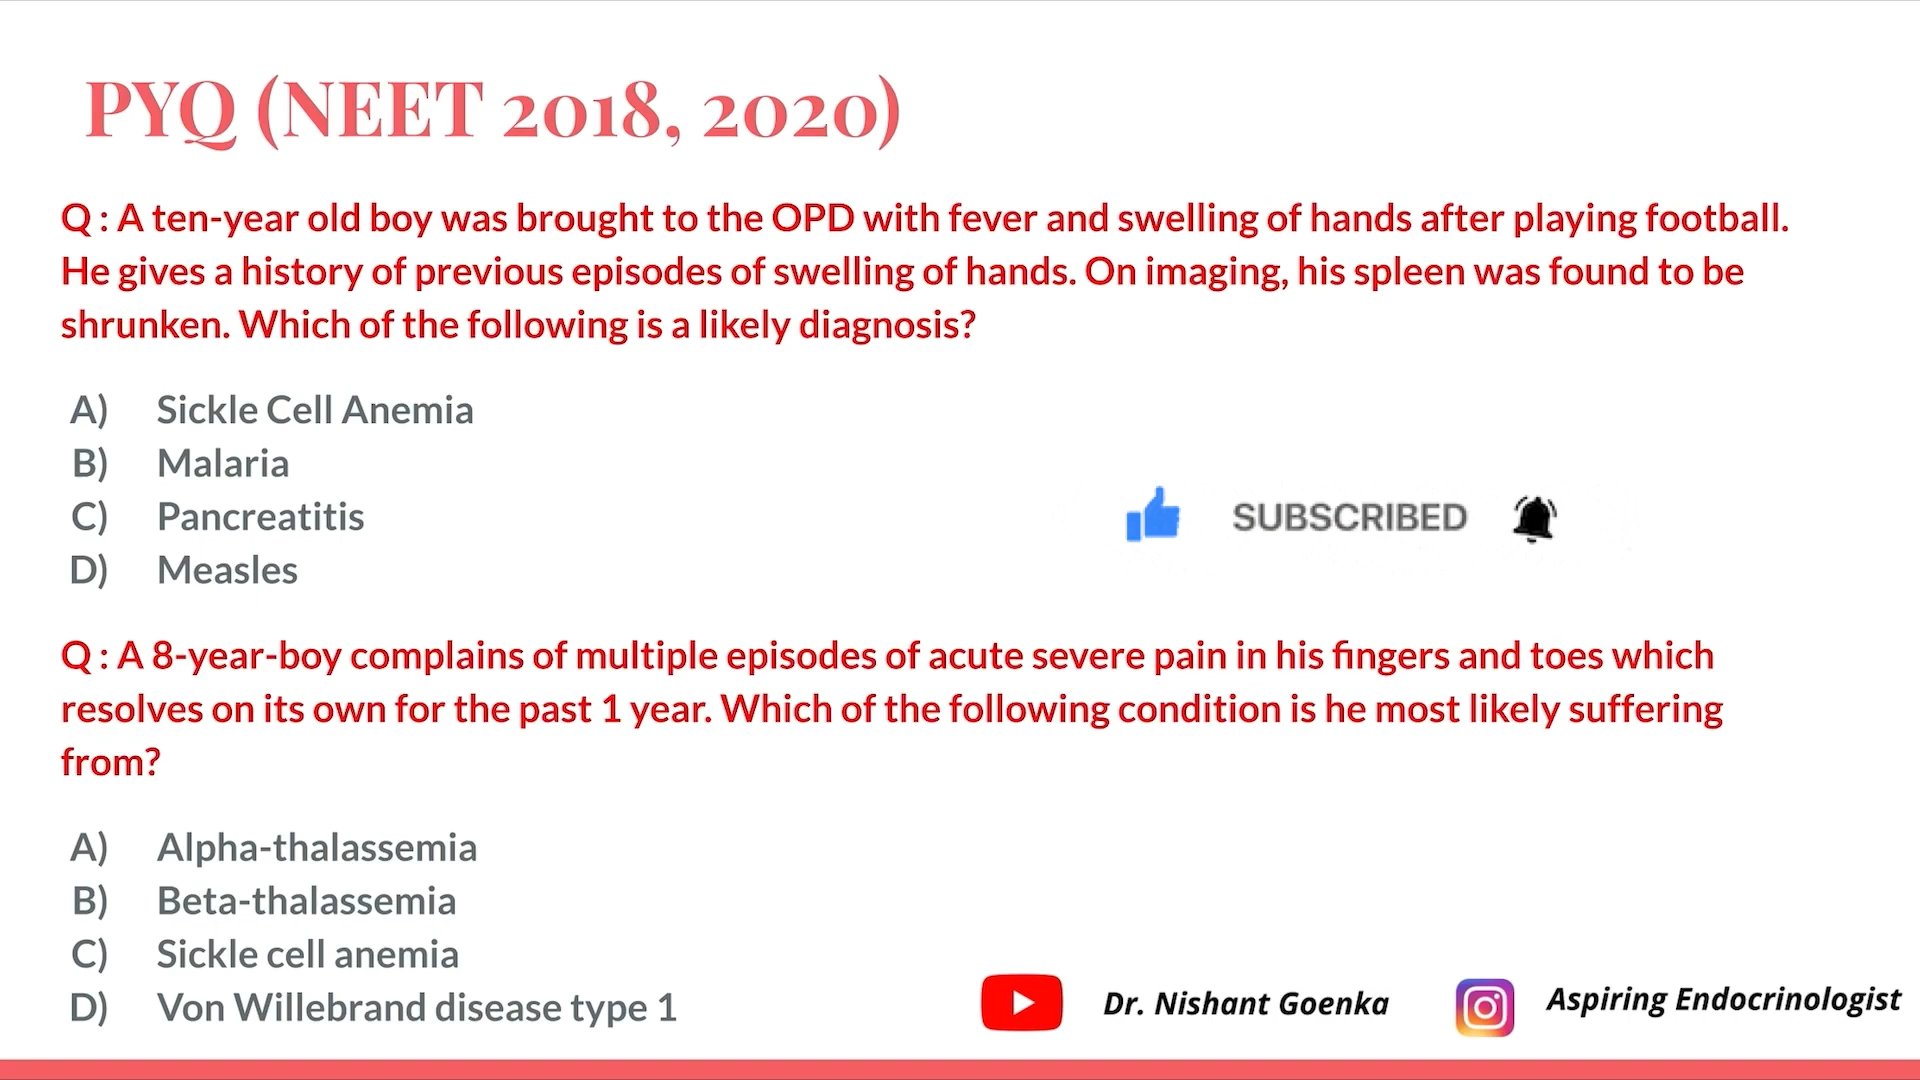 PYQ (NEET 2018, 2020)
Q : A ten-year old boy was brought to the OPD with fever and swelling of hands after playing football.
He gives a history of previous episodes of swelling of hands. On imaging, his spleen was found to be
shrunken. Which of the following is a likely diagnosis?
A) Sickle Cell Anemia
B) Malaria
C) Pancreatitis
D) Measles
SUBSCRIBED
Q : A 8-year-boy complains of multiple episodes of acute severe pain in his fingers and toes which
resolves on its own for the past 1 year. Which of the following condition is he most likely suffering
from?
A) Alpha-thalassemia
B) Beta-thalassemia
C) Sickle cell anemia
D) Von Willebrand disease type 1
Dr. Nishant Goenka
Aspiring Endocrinologist